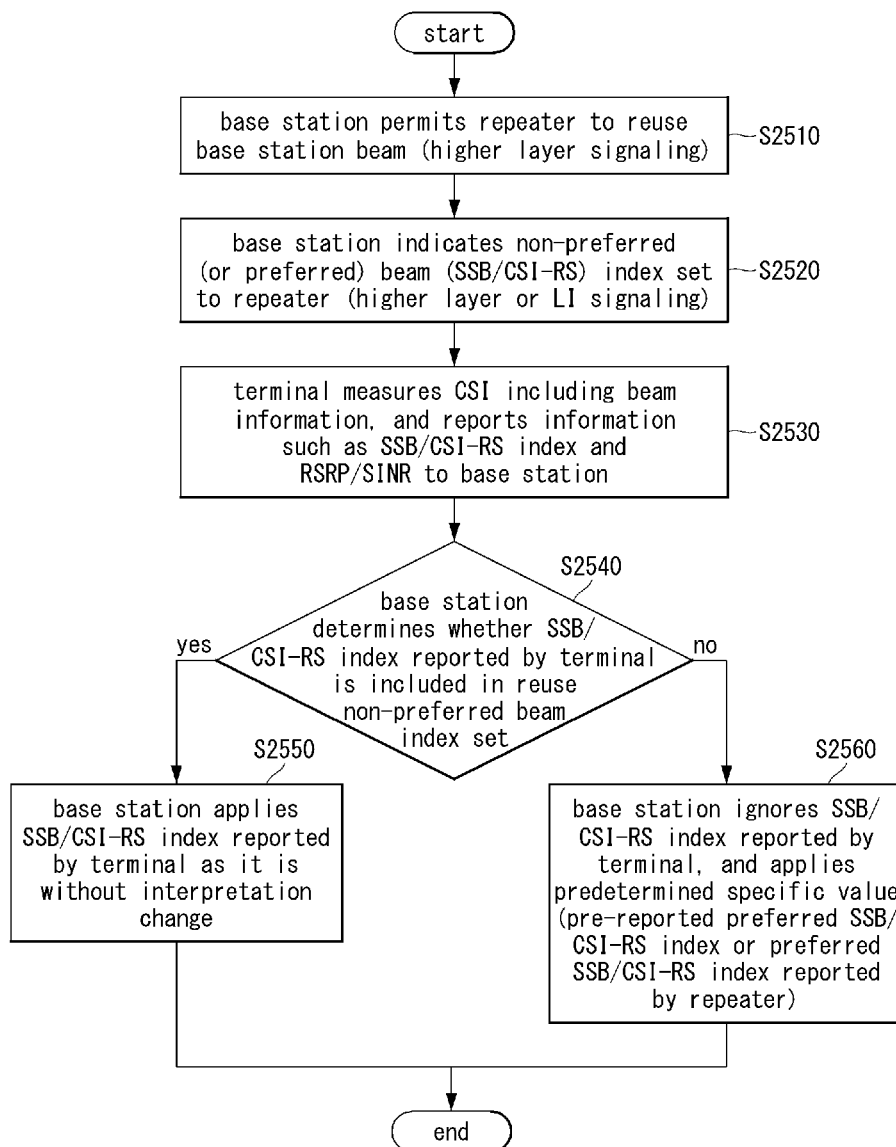 start
base station permits repeater to reuse
base station beam (higher layer signaling)
S2510
base station indicates non-preferred
(or preferred) beam (SSB/CSI-RS) index set
to repeater (higher layer or LI signaling)
S2520
terminal measures CSI including beam
information, and reports information
such as SSB/CSI-RS index and
RSRP/SINR to base station
S2530
S2540
base station
determines whether SSB/
CSI-RS index reported by terminal
is included in reuse
non-preferred beam
index set
yes
no
S2550
base station applies
SSB/CSI-RS index reported
by terminal as it is
without interpretation
change
S2560
base station ignores SSB/
CSI-RS index reported by
terminal, and applies
predetermined specific value
(pre-reported preferred SSB/
CSI-RS index or preferred
SSB/CSI-RS index reported
by repeater)
end